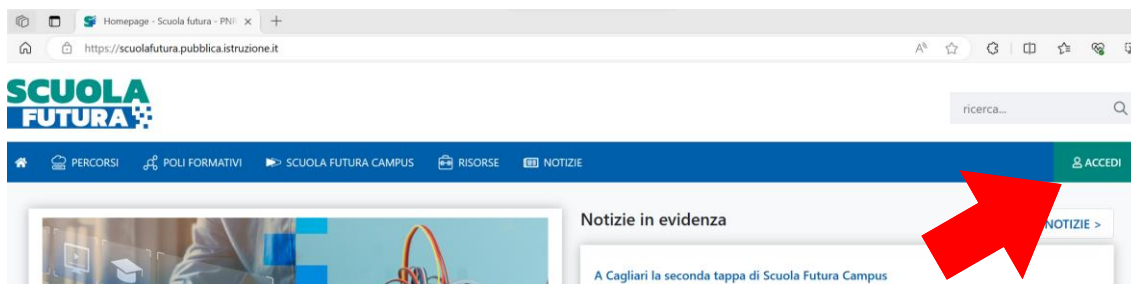 Homepage - Scuola futura - PN
https://scuolafutura.pubblica.istruzione.it
SCUOLA
FUTURA
ricerca...
PERCORSI POLI FORMATIVI SCUOLA FUTURA CAMPUS RISORSE NOTIZIE ACCEDI
Notizie in evidenza
NOTIZIE >
A Cagliari la seconda tappa di Scuola Futura Campus